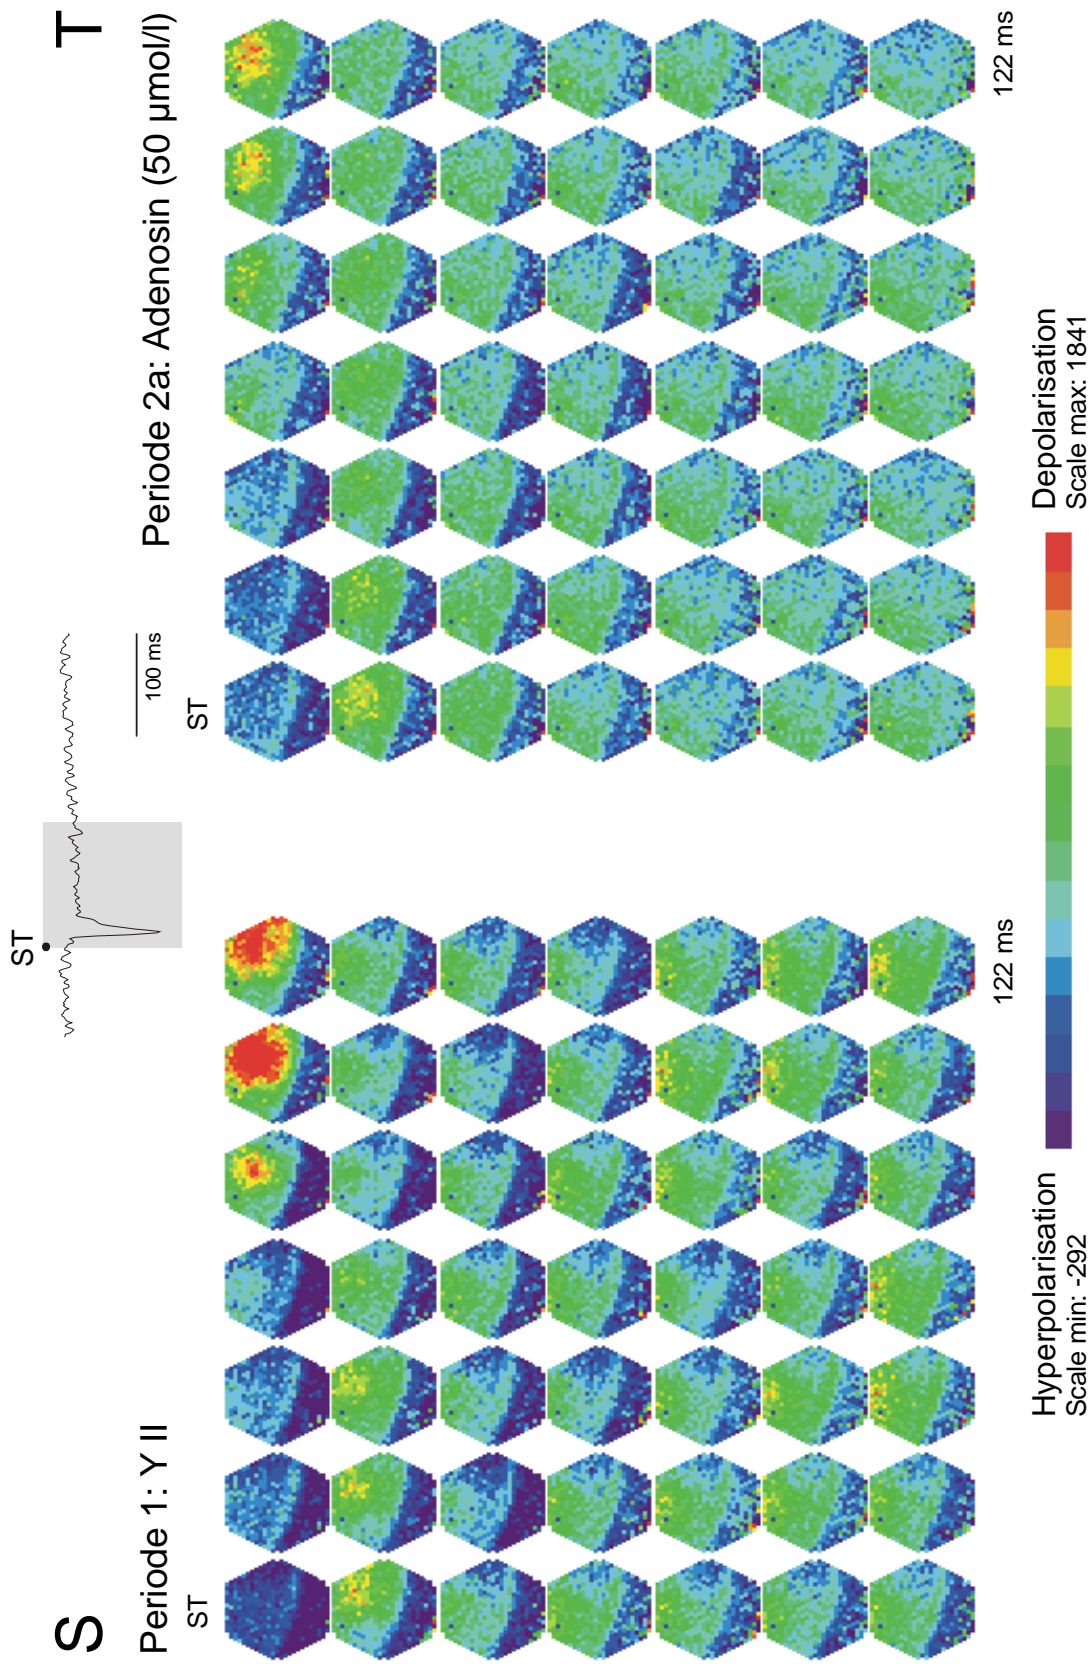 S
T
ST
100 ms
Periode 1: Y II
Periode 2a: Adenosin (50 µmol/l)
ST
ST
122 ms
122 ms
Hyperpolarisation
Scale min: -292
Depolarisation
Scale max: 1841